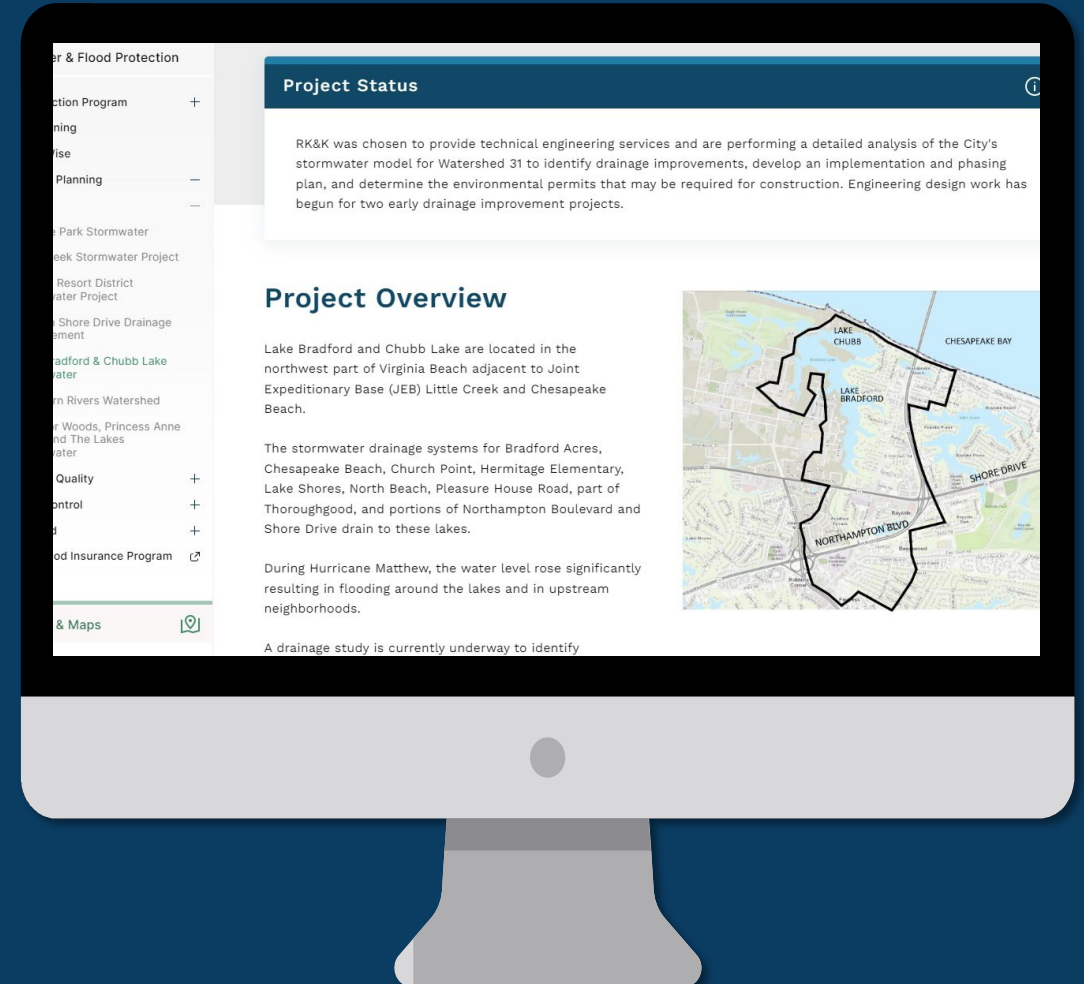 er & Flood Protection
ction Program
ning
ise
Planning
e Park Stormwater
eek Stormwater Project
Resort District
ater Project
Shore Drive Drainage
ement
radford & Chubb Lake
ater
rn Rivers Watershed
r Woods, Princess Anne
nd The Lakes
ater
Quality
ontrol
d
od Insurance Program
& Maps
Project Status
RK&K was chosen to provide technical engineering services and are performing a detailed analysis of the City's
stormwater model for Watershed 31 to identify drainage improvements, develop an implementation and phasing
plan, and determine the environmental permits that may be required for construction. Engineering design work has
begun for two early drainage improvement projects.
Project Overview
Lake Bradford and Chubb Lake are located in the
northwest part of Virginia Beach adjacent to Joint
Expeditionary Base (JEB) Little Creek and Chesapeake
Beach.
The stormwater drainage systems for Bradford Acres,
Chesapeake Beach, Church Point, Hermitage Elementary,
Lake Shores, North Beach, Pleasure House Road, part of
Thoroughgood, and portions of Northampton Boulevard and
Shore Drive drain to these lakes.
During Hurricane Matthew, the water level rose significantly
resulting in flooding around the lakes and in upstream
neighborhoods.
A drainage study is currently underway to identify
LAKE
CHUBB
CHESAPEAKE BAY
LAKE
BRADFORD
SHORE DRIVE
NORTHAMPTON BLVD